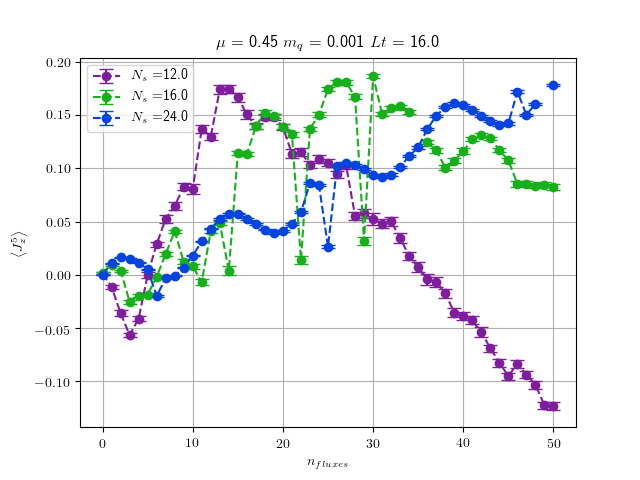 μ = 0.45 m_q = 0.001 Lt = 16.0
N_s =12.0
N_s =16.0
N_s =24.0
0.20
0.15
0.10
0.05
0.00
−0.05
−0.10
⟨J_z^5⟩
0 10 20 30 40 50
n_fluxes